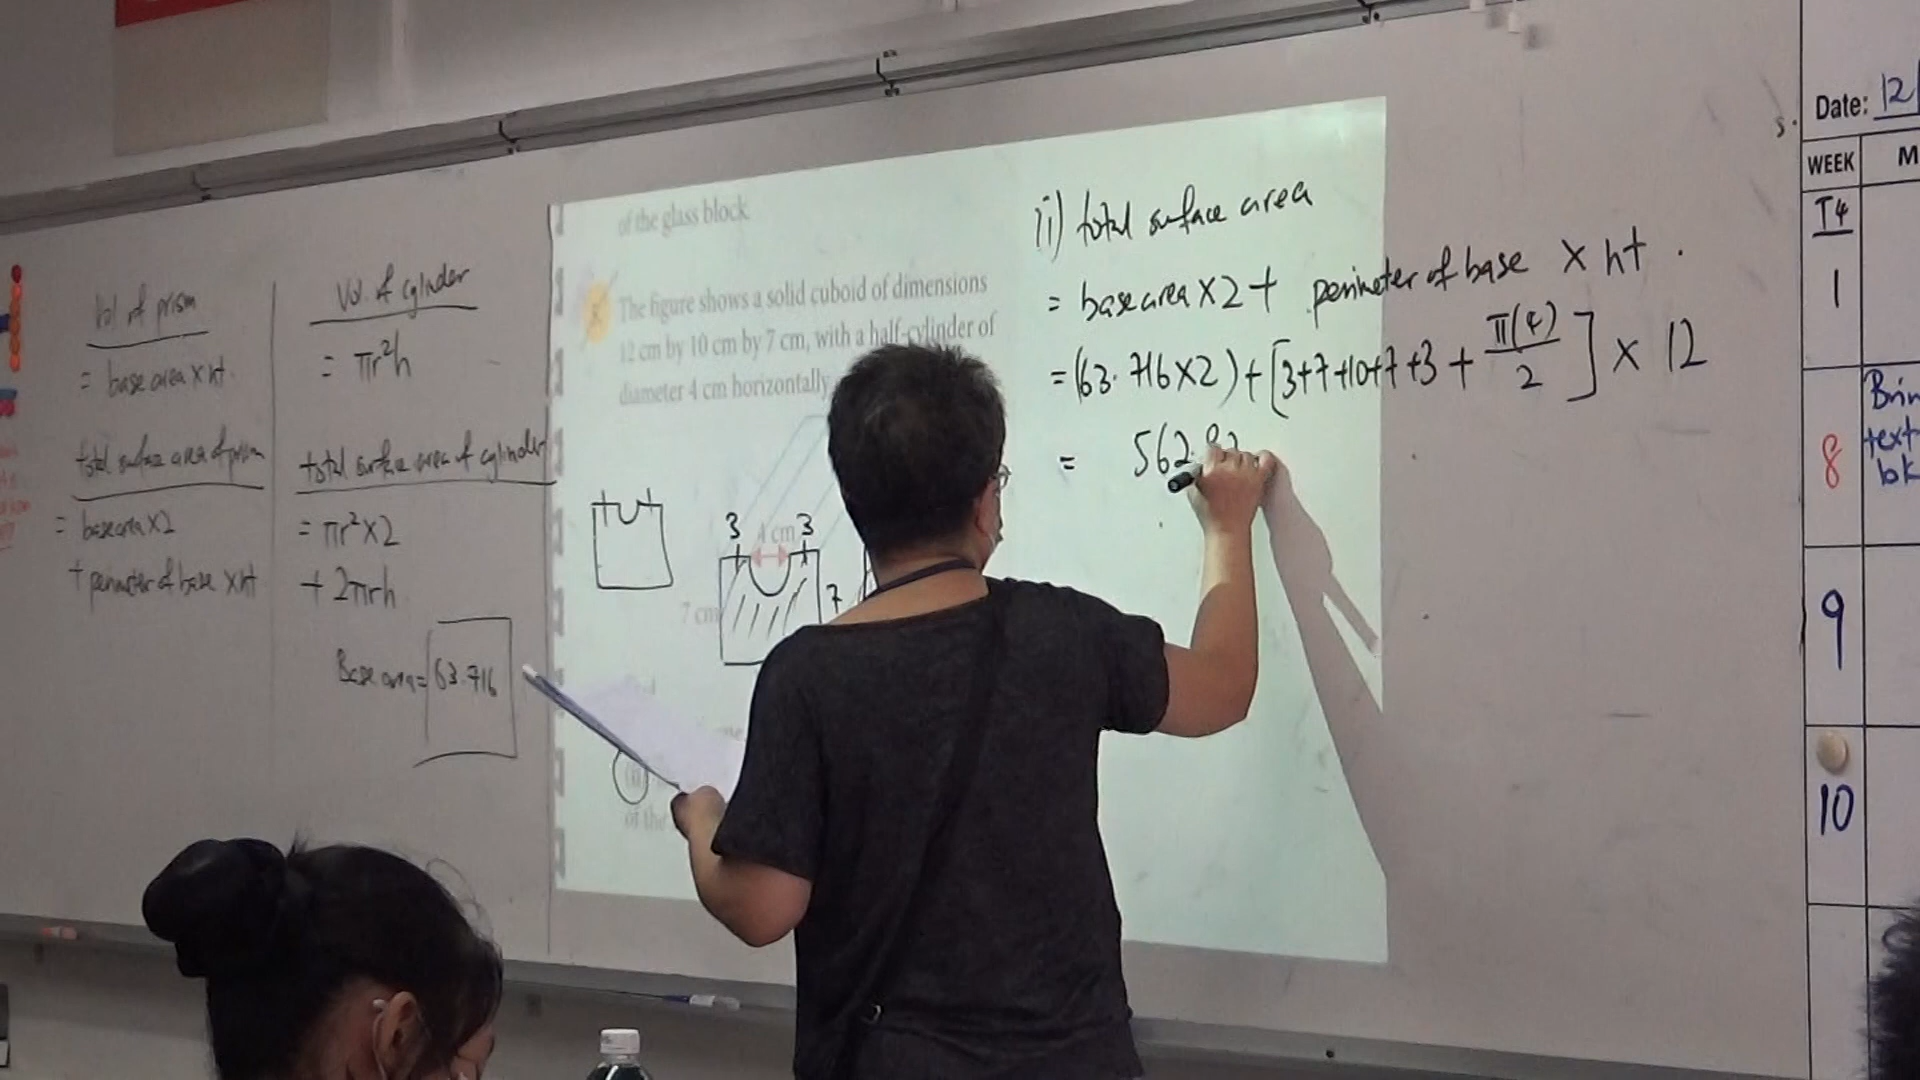 Vol of prism
= base area x ht.
total surface area of prism
= base area x 2
+ perimeter of base x ht
Vol. of cylinder
= πr²h
total surface area of cylinder
= πr² x 2
+ 2πrh
Base area = 63.716
of the glass block
The figure shows a solid cuboid of dimensions
12 cm by 10 cm by 7 cm, with a half-cylinder of
diameter 4 cm horizontally
3 4 cm 3
7 cm 7
of the
ii) total surface area
= base area x 2 + perimeter of base x ht.
= (63.716 x 2) + [3+7+10+7+3 + π(4)/2] x 12
= 562.83
Date: 12/
WEEK M
T4
1
8
text
bk
9
10